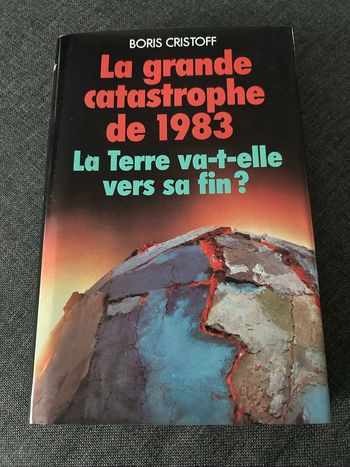 BORIS CRISTOFF
La grande
catastrophe
de 1983
La Terre va-t-elle
vers sa fin?